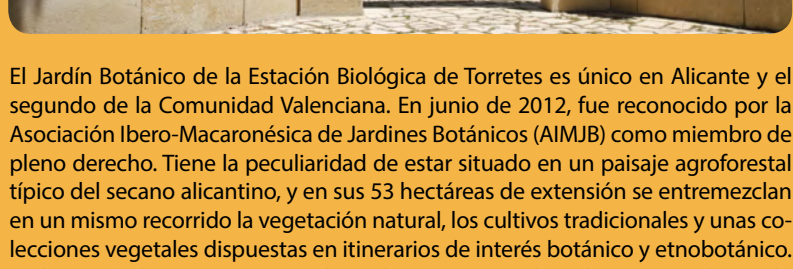 El Jardín Botánico de la Estación Biológica de Torretes es único en Alicante y el
segundo de la Comunidad Valenciana. En junio de 2012, fue reconocido por la
Asociación Ibero-Macaronésica de Jardines Botánicos (AIMJB) como miembro de
pleno derecho. Tiene la peculiaridad de estar situado en un paisaje agroforestal
típico del secano alicantino, y en sus 53 hectáreas de extensión se entremezclan
en un mismo recorrido la vegetación natural, los cultivos tradicionales y unas co-
lecciones vegetales dispuestas en itinerarios de interés botánico y etnobotánico.